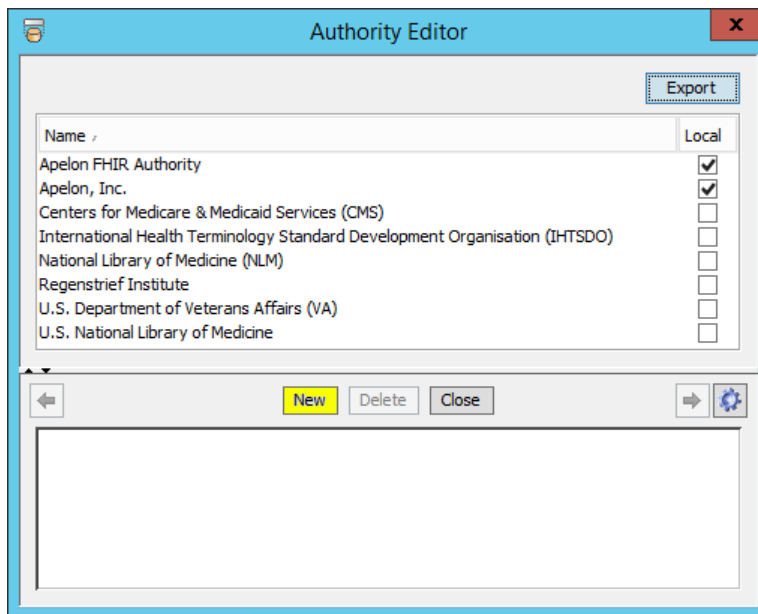 Authority Editor
x
Export
Name
Local
Apelon FHIR Authority
Apelon, Inc.
Centers for Medicare & Medicaid Services (CMS)
International Health Terminology Standard Development Organisation (IHTSDO)
National Library of Medicine (NLM)
Regenstrief Institute
U.S. Department of Veterans Affairs (VA)
U.S. National Library of Medicine
New Delete Close